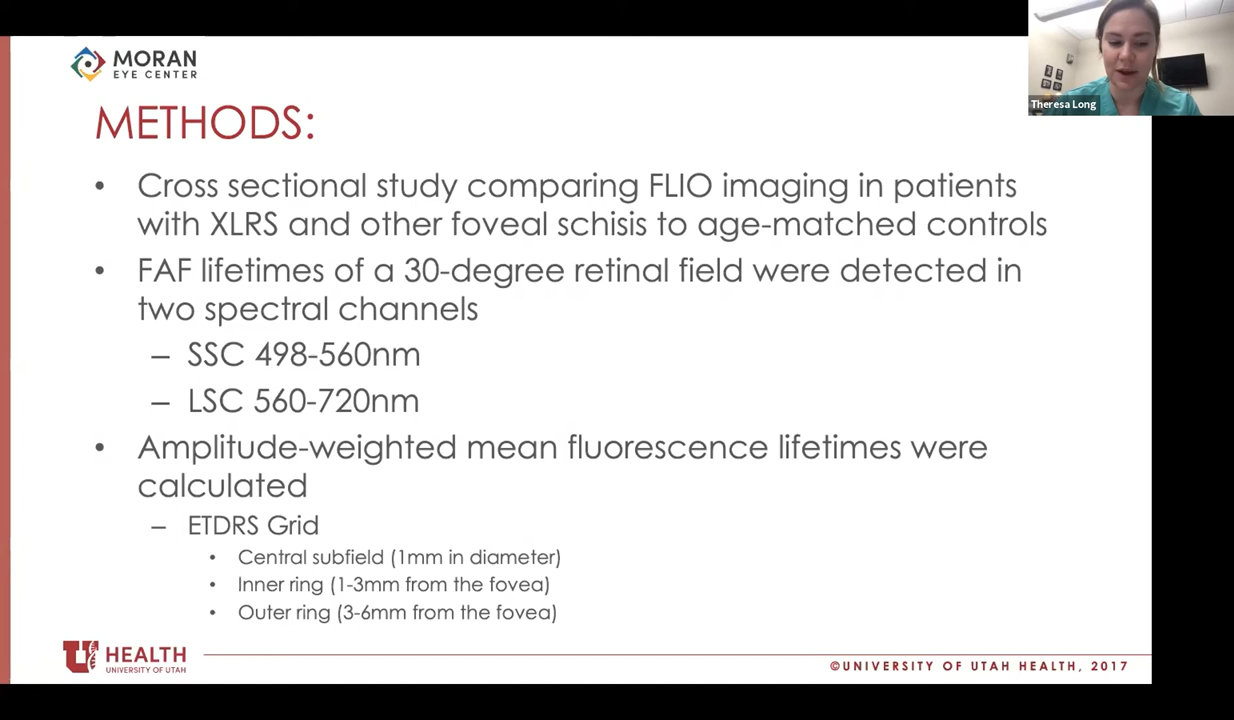 MORAN
EYE CENTER
Theresa Long
METHODS:
• Cross sectional study comparing FLIO imaging in patients
with XLRS and other foveal schisis to age-matched controls
• FAF lifetimes of a 30-degree retinal field were detected in
two spectral channels
– SSC 498-560nm
– LSC 560-720nm
• Amplitude-weighted mean fluorescence lifetimes were
calculated
– ETDRS Grid
• Central subfield (1mm in diameter)
• Inner ring (1-3mm from the fovea)
• Outer ring (3-6mm from the fovea)
U HEALTH
UNIVERSITY OF UTAH
©UNIVERSITY OF UTAH HEALTH, 2017